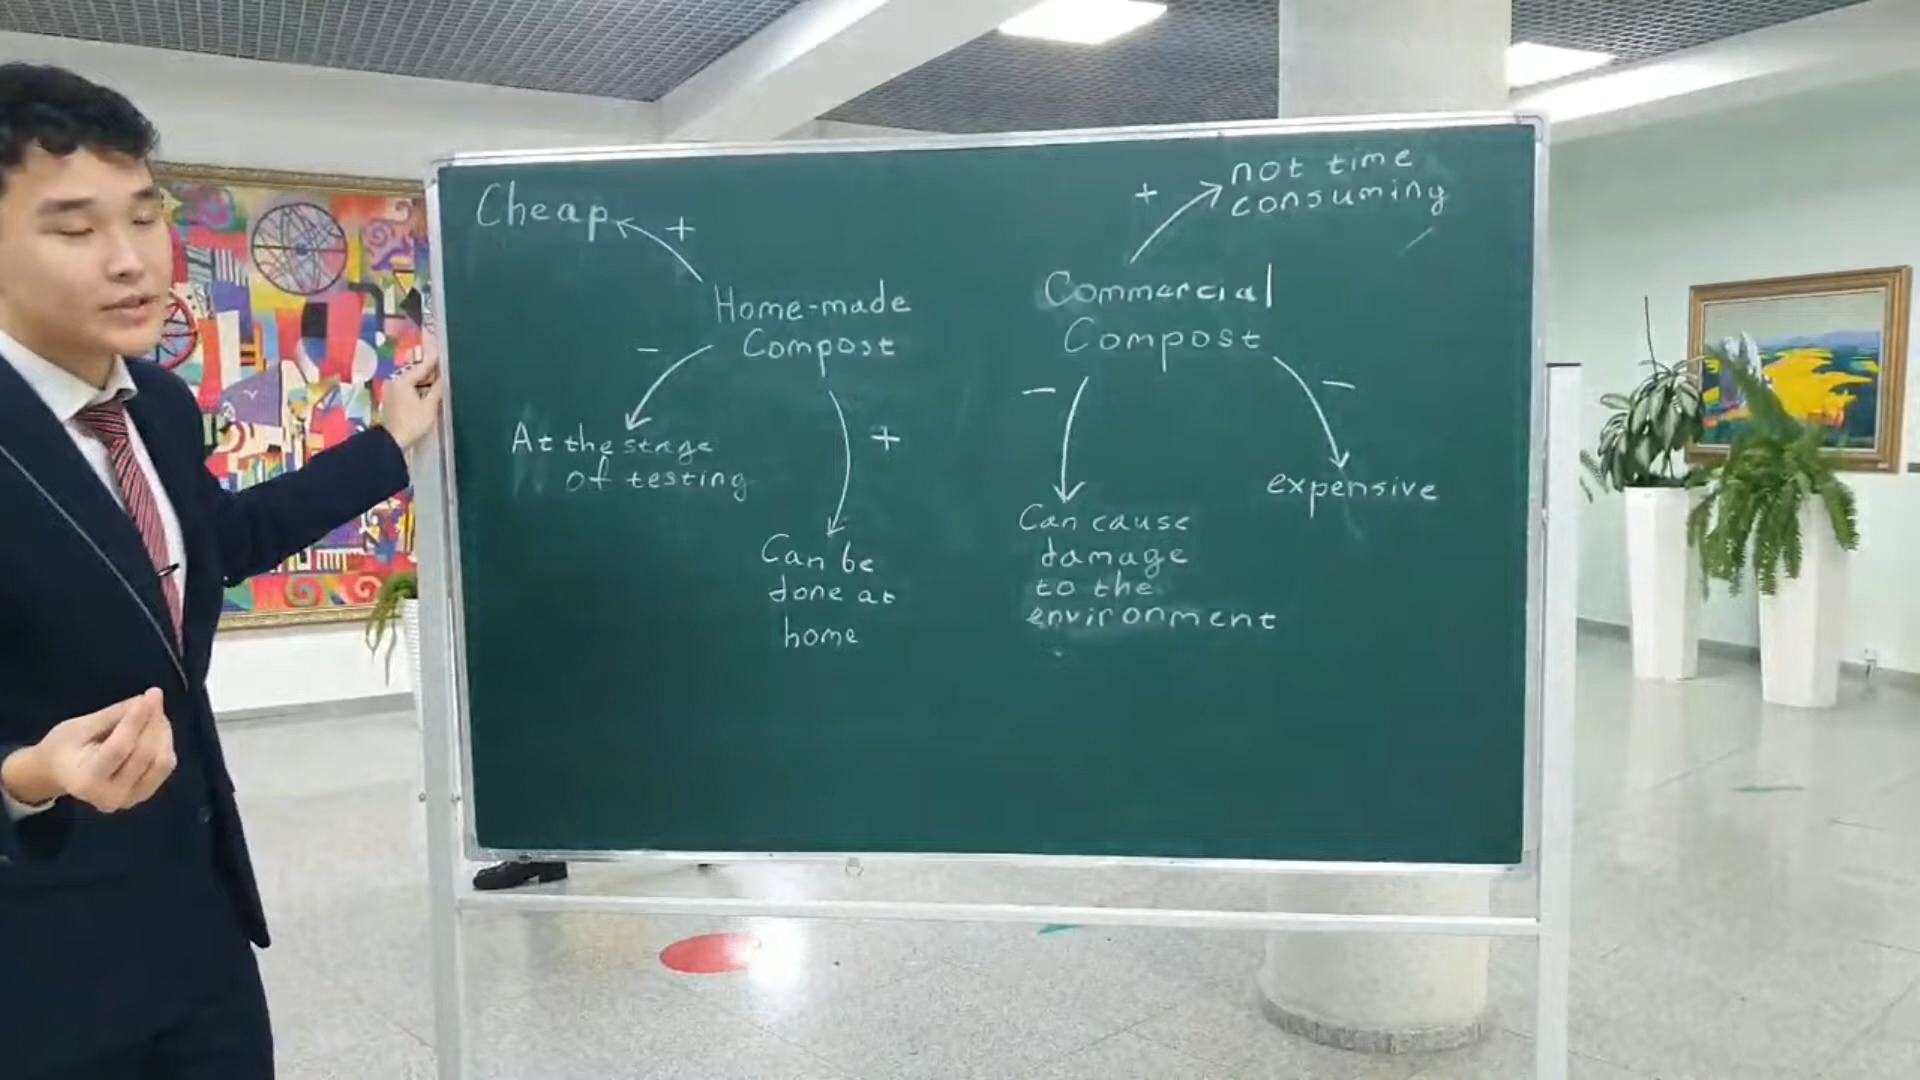 Cheap
+
Home-made
Compost
-
At the stage
of testing
+
Can be
done at
home
+
not time
consuming
Commercial
Compost
-
Can cause
damage
to the
environment
-
expensive